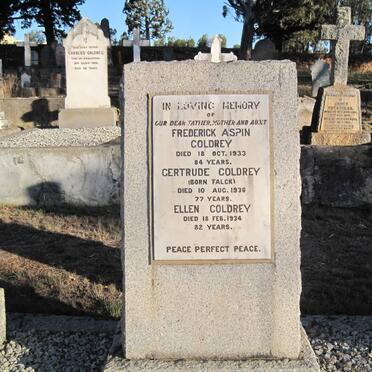 IN LOVING MEMORY
OF
OUR DEAR FATHER, MOTHER AND AUNT
FREDERICK ASPIN
COLDREY
DIED 18 OCT. 1933
84 YEARS.
GERTRUDE COLDREY
(BORN FALCK)
DIED 10 AUG. 1936
77 YEARS.
ELLEN COLDREY
DIED 18 FEB. 1934
82 YEARS.
PEACE PERFECT PEACE.